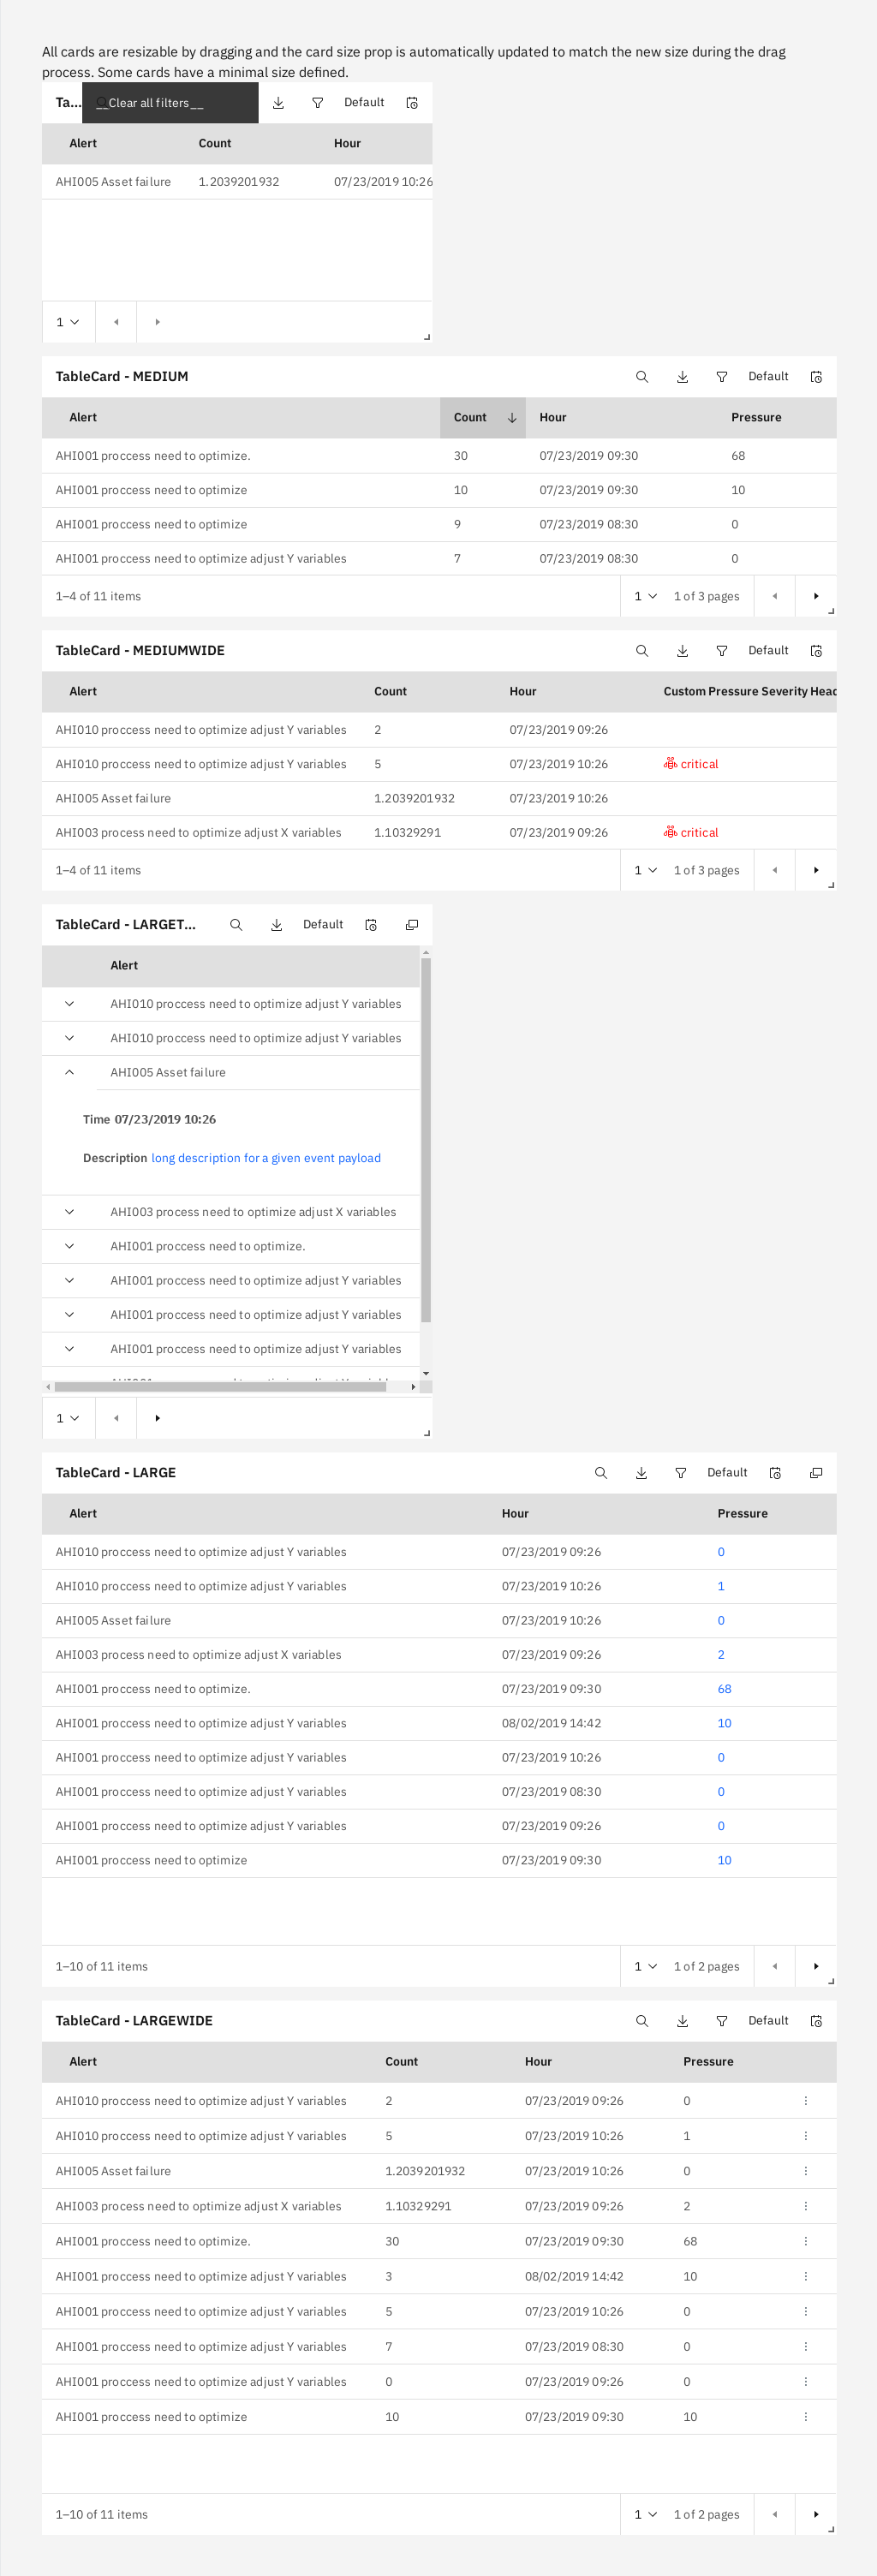 All cards are resizable by dragging and the card size prop is automatically updated to match the new size during the drag
process. Some cards have a minimal size defined.
Ta... __Clear all filters__ Default
Alert Count Hour
AHI005 Asset failure 1.2039201932 07/23/2019 10:26
1
TableCard - MEDIUM Default
Alert Count Hour Pressure
AHI001 proccess need to optimize. 30 07/23/2019 09:30 68
AHI001 proccess need to optimize 10 07/23/2019 09:30 10
AHI001 proccess need to optimize 9 07/23/2019 08:30 0
AHI001 proccess need to optimize adjust Y variables 7 07/23/2019 08:30 0
1–4 of 11 items 1 1 of 3 pages
TableCard - MEDIUMWIDE Default
Alert Count Hour Custom Pressure Severity Head
AHI010 proccess need to optimize adjust Y variables 2 07/23/2019 09:26
AHI010 proccess need to optimize adjust Y variables 5 07/23/2019 10:26 critical
AHI005 Asset failure 1.2039201932 07/23/2019 10:26
AHI003 process need to optimize adjust X variables 1.10329291 07/23/2019 09:26 critical
1–4 of 11 items 1 1 of 3 pages
TableCard - LARGET... Default
Alert
AHI010 proccess need to optimize adjust Y variables
AHI010 proccess need to optimize adjust Y variables
AHI005 Asset failure
Time 07/23/2019 10:26
Description long description for a given event payload
AHI003 process need to optimize adjust X variables
AHI001 proccess need to optimize.
AHI001 proccess need to optimize adjust Y variables
AHI001 proccess need to optimize adjust Y variables
AHI001 proccess need to optimize adjust Y variables
1
TableCard - LARGE Default
Alert Hour Pressure
AHI010 proccess need to optimize adjust Y variables 07/23/2019 09:26 0
AHI010 proccess need to optimize adjust Y variables 07/23/2019 10:26 1
AHI005 Asset failure 07/23/2019 10:26 0
AHI003 process need to optimize adjust X variables 07/23/2019 09:26 2
AHI001 proccess need to optimize. 07/23/2019 09:30 68
AHI001 proccess need to optimize adjust Y variables 08/02/2019 14:42 10
AHI001 proccess need to optimize adjust Y variables 07/23/2019 10:26 0
AHI001 proccess need to optimize adjust Y variables 07/23/2019 08:30 0
AHI001 proccess need to optimize adjust Y variables 07/23/2019 09:26 0
AHI001 proccess need to optimize 07/23/2019 09:30 10
1–10 of 11 items 1 1 of 2 pages
TableCard - LARGEWIDE Default
Alert Count Hour Pressure
AHI010 proccess need to optimize adjust Y variables 2 07/23/2019 09:26 0
AHI010 proccess need to optimize adjust Y variables 5 07/23/2019 10:26 1
AHI005 Asset failure 1.2039201932 07/23/2019 10:26 0
AHI003 process need to optimize adjust X variables 1.10329291 07/23/2019 09:26 2
AHI001 proccess need to optimize. 30 07/23/2019 09:30 68
AHI001 proccess need to optimize adjust Y variables 3 08/02/2019 14:42 10
AHI001 proccess need to optimize adjust Y variables 5 07/23/2019 10:26 0
AHI001 proccess need to optimize adjust Y variables 7 07/23/2019 08:30 0
AHI001 proccess need to optimize adjust Y variables 0 07/23/2019 09:26 0
AHI001 proccess need to optimize 10 07/23/2019 09:30 10
1–10 of 11 items 1 1 of 2 pages